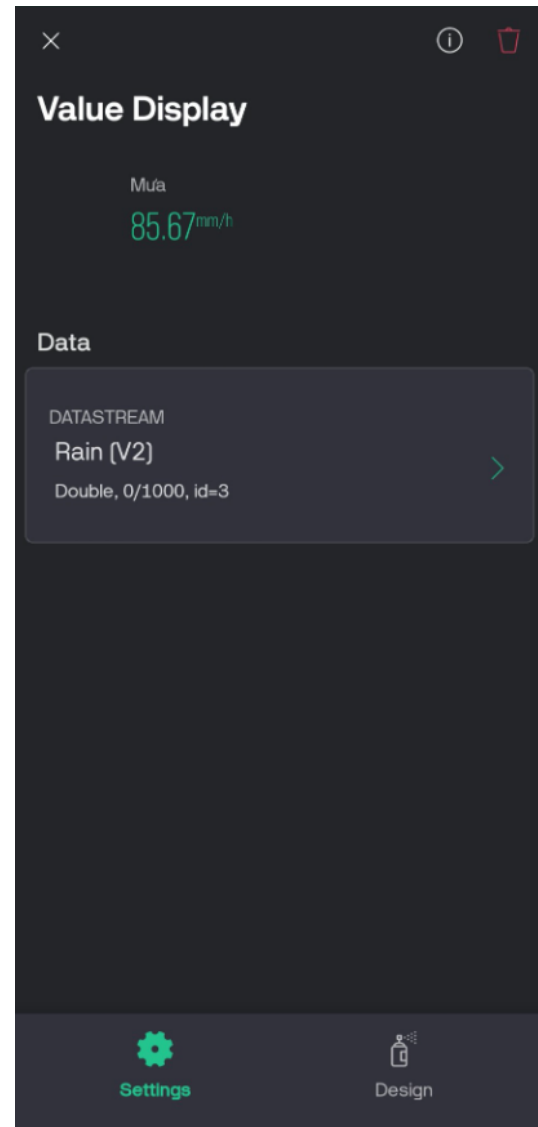 Value Display
Mưa
85.67mm/h
Data
DATASTREAM
Rain (V2)
Double, 0/1000, id=3
Settings
Design